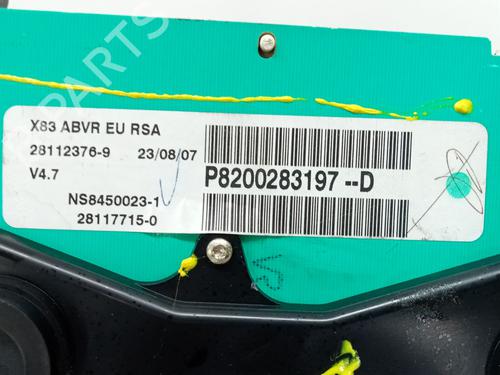 X83 ABVR EU RSA
28112376-9 23/08/07
V4.7
P8200283197 --D
NS8450023-1
28117715-0